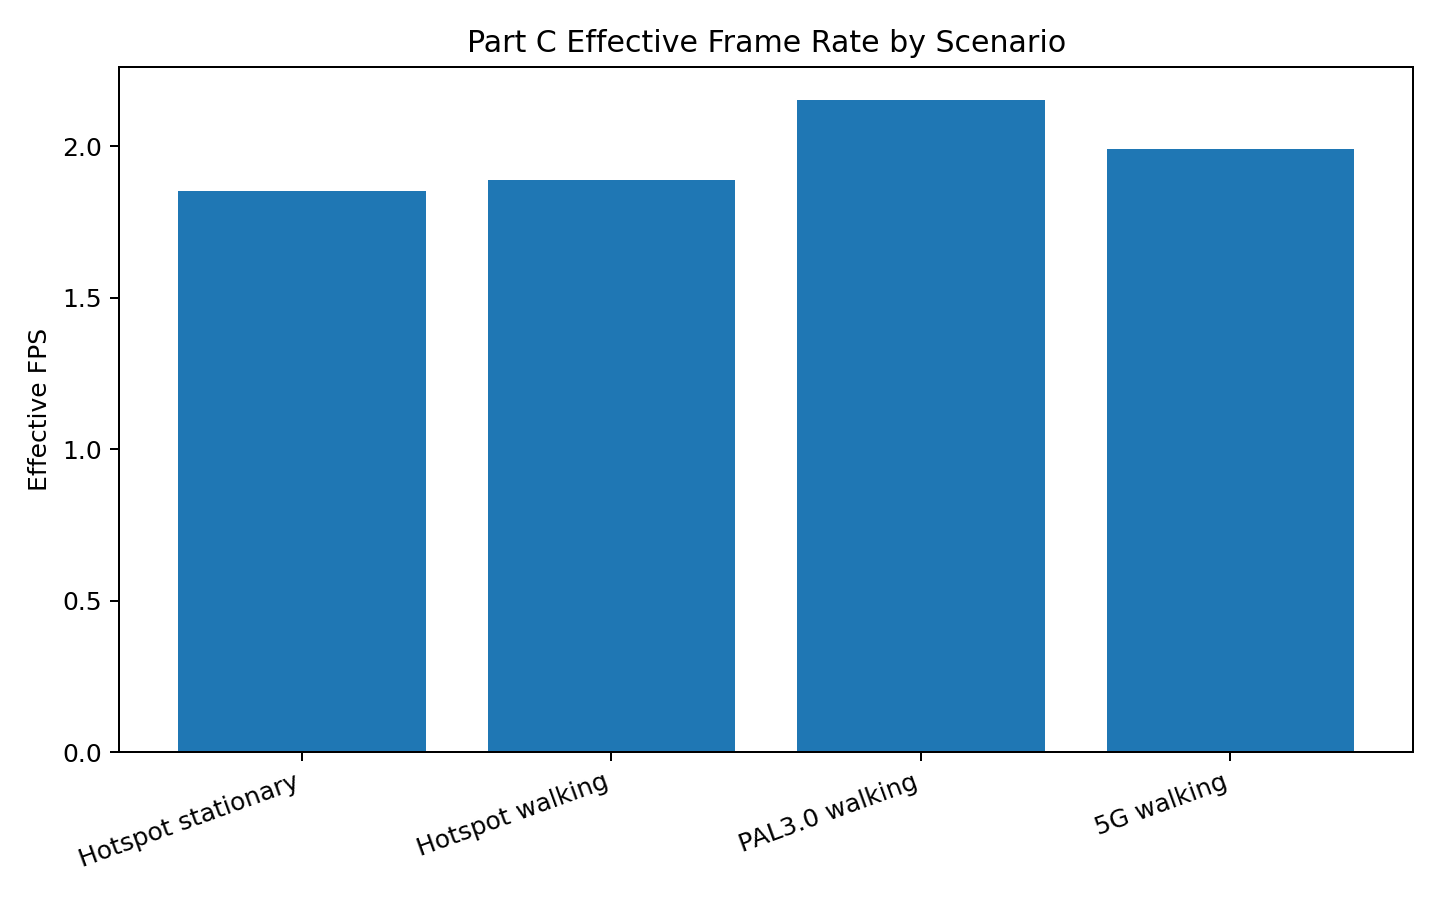 Part C Effective Frame Rate by Scenario
Effective FPS
2.0
1.5
1.0
0.5
0.0
Hotspot stationary
Hotspot walking
PAL3.0 walking
5G walking